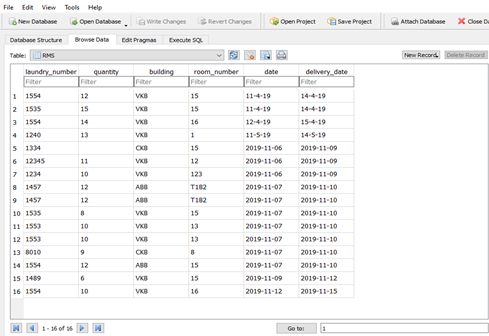 File Edit View Tools Help
New Database Open Database Write Changes Revert Changes Open Project Save Project Attach Database Close Da
Database Structure Browse Data Edit Pragmas Execute SQL
Table: RMS New Record Delete Record
laundry_number quantity building room_number date delivery_date
Filter Filter Filter Filter Filter Filter
1 1554 12 VKB 15 11-4-19 14-4-19
2 1535 15 VKB 15 11-4-19 14-4-19
3 1554 14 VKB 16 12-4-19 15-4-19
4 1240 13 VKB 1 11-5-19 14-5-19
5 1334 CKB 15 2019-11-06 2019-11-09
6 12345 11 VKB 12 2019-11-06 2019-11-09
7 1234 10 VKB 123 2019-11-06 2019-11-09
8 1457 12 ABB T1B2 2019-11-07 2019-11-10
9 1457 12 ABB T1B2 2019-11-07 2019-11-10
10 1535 8 VKB 15 2019-11-07 2019-11-10
11 1553 10 VKB 13 2019-11-07 2019-11-10
12 1553 10 VKB 13 2019-11-07 2019-11-10
13 8010 9 CKB 8 2019-11-07 2019-11-10
14 1554 12 ABB 15 2019-11-07 2019-11-10
15 1489 6 VKB 15 2019-11-09 2019-11-12
16 1554 10 VKB 16 2019-11-12 2019-11-15
1 - 16 of 16 Go to: 1